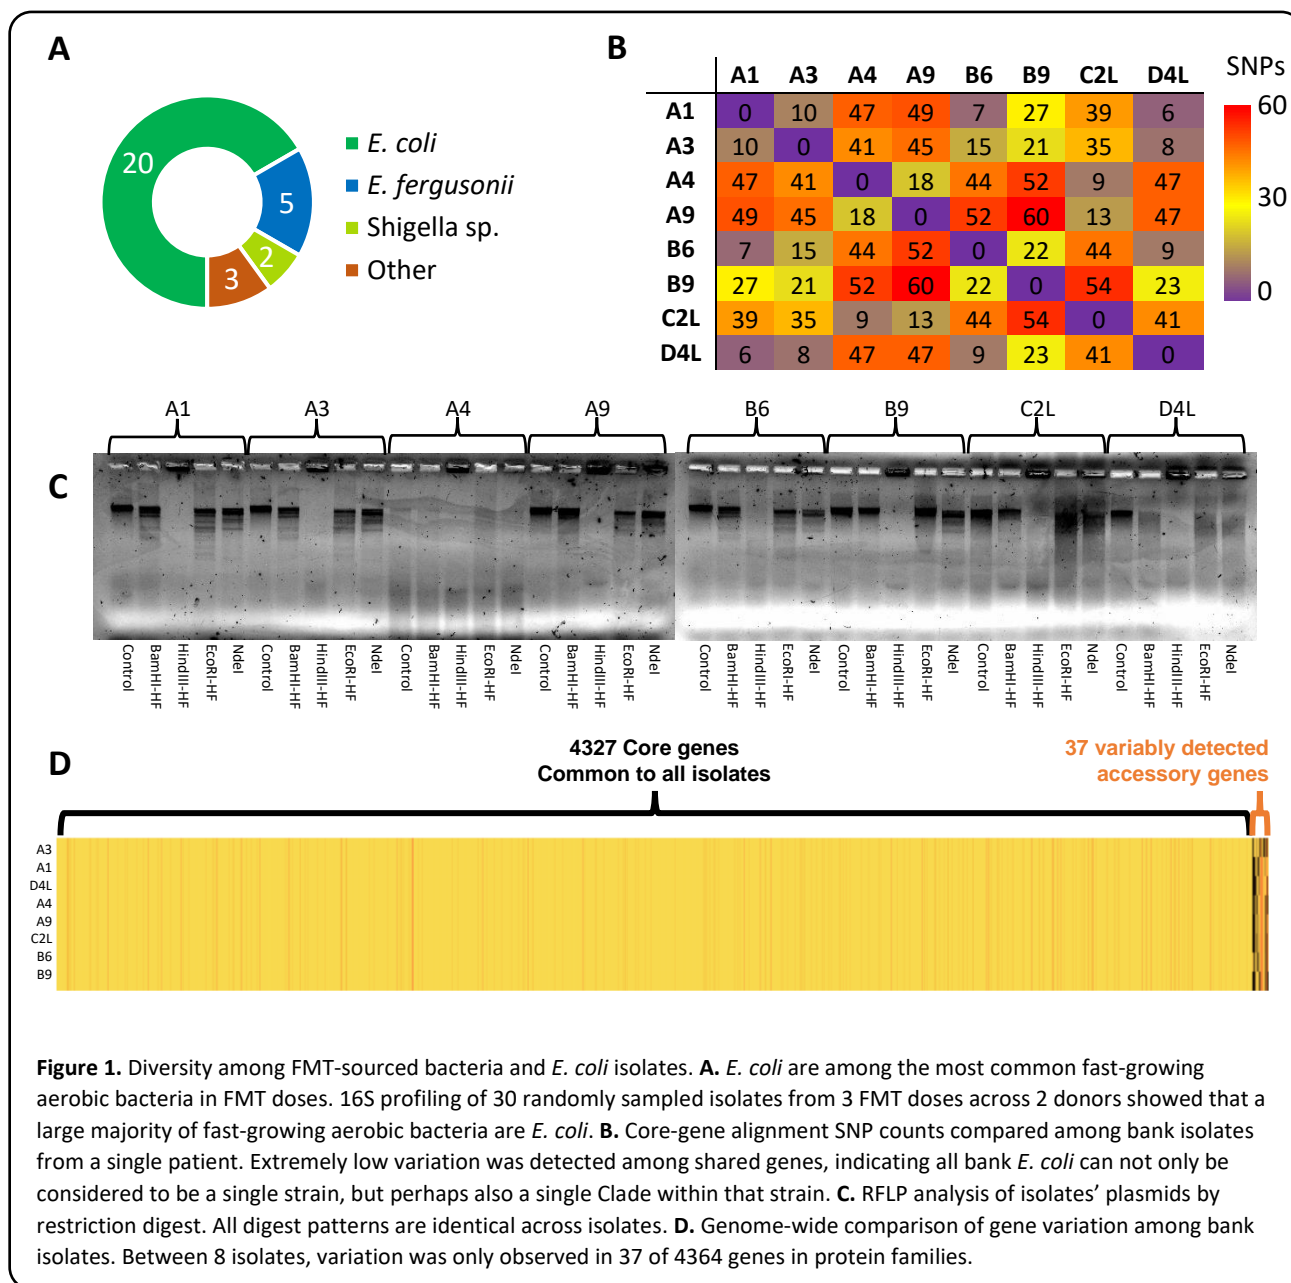 A
20
5
2
3
E. coli
E. fergusonii
Shigella sp.
Other
B
A1 A3 A4 A9 B6 B9 C2L D4L
A1 0 10 47 49 7 27 39 6
A3 10 0 41 45 15 21 35 8
A4 47 41 0 18 44 52 9 47
A9 49 45 18 0 52 60 13 47
B6 7 15 44 52 0 22 44 9
B9 27 21 52 60 22 0 54 23
C2L 39 35 9 13 44 54 0 41
D4L 6 8 47 47 9 23 41 0
SNPs
60
30
0
C
A1 A3 A4 A9 B6 B9 C2L D4L
Control BamHI-HF HindIII-HF EcoRI-HF NdeI Control BamHI-HF HindIII-HF EcoRI-HF NdeI Control BamHI-HF HindIII-HF EcoRI-HF NdeI Control BamHI-HF HindIII-HF EcoRI-HF NdeI Control BamHI-HF HindIII-HF EcoRI-HF NdeI Control BamHI-HF HindIII-HF EcoRI-HF NdeI Control BamHI-HF HindIII-HF EcoRI-HF NdeI Control BamHI-HF HindIII-HF EcoRI-HF NdeI
D
4327 Core genes
Common to all isolates
37 variably detected
accessory genes
A3
A1
D4L
A4
A9
C2L
B6
B9
Figure 1. Diversity among FMT-sourced bacteria and E. coli isolates. A. E. coli are among the most common fast-growing
aerobic bacteria in FMT doses. 16S profiling of 30 randomly sampled isolates from 3 FMT doses across 2 donors showed that a
large majority of fast-growing aerobic bacteria are E. coli. B. Core-gene alignment SNP counts compared among bank isolates
from a single patient. Extremely low variation was detected among shared genes, indicating all bank E. coli can not only be
considered to be a single strain, but perhaps also a single Clade within that strain. C. RFLP analysis of isolates’ plasmids by
restriction digest. All digest patterns are identical across isolates. D. Genome-wide comparison of gene variation among bank
isolates. Between 8 isolates, variation was only observed in 37 of 4364 genes in protein families.